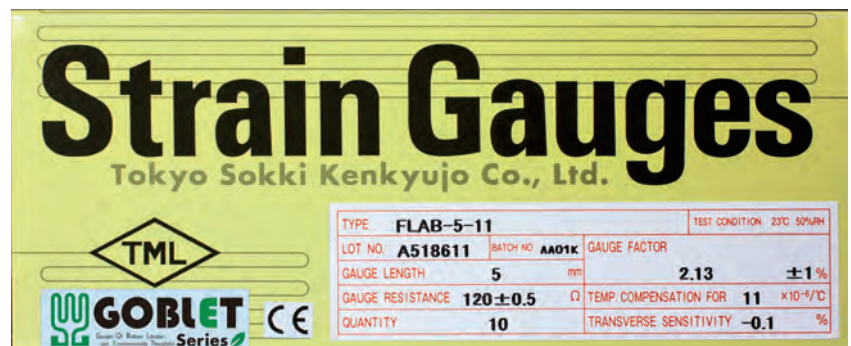 Strain Gauges
Tokyo Sokki Kenkyujo Co., Ltd.
TYPE FLAB-5-11 TEST CONDITION 23℃ 50%RH
LOT NO. A518611 BATCH NO AA01K GAUGE FACTOR
GAUGE LENGTH 5 mm 2.13 ±1%
GAUGE RESISTANCE 120±0.5 Ω TEMP. COMPENSATION FOR 11 ×10⁻⁶/℃
QUANTITY 10 TRANSVERSE SENSITIVITY -0.1 %
TML
GOBLET CE
Series